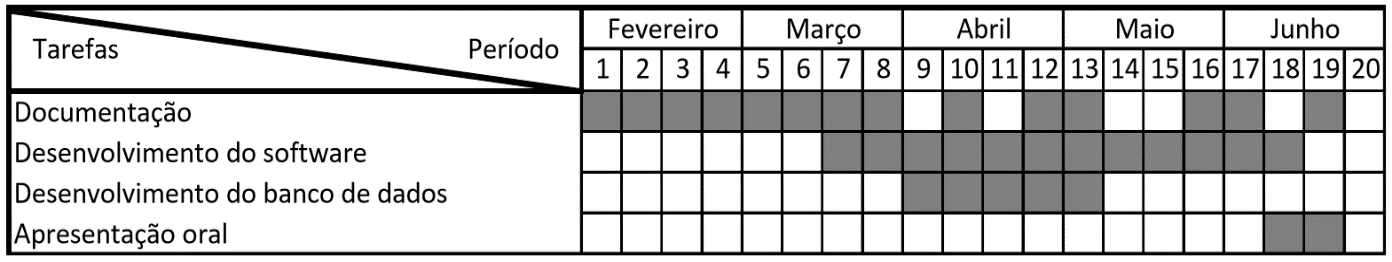 Tarefas Período Fevereiro Março Abril Maio Junho
1 2 3 4 5 6 7 8 9 10 11 12 13 14 15 16 17 18 19 20
Documentação
Desenvolvimento do software
Desenvolvimento do banco de dados
Apresentação oral